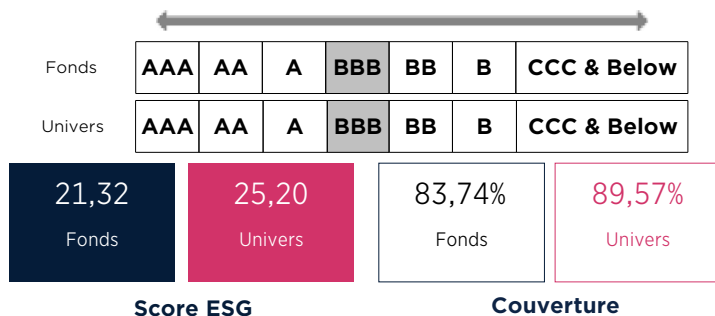 Fonds AAA AA A BBB BB B CCC & Below
Univers AAA AA A BBB BB B CCC & Below
21,32 25,20 83,74% 89,57%
Fonds Univers Fonds Univers
Score ESG Couverture